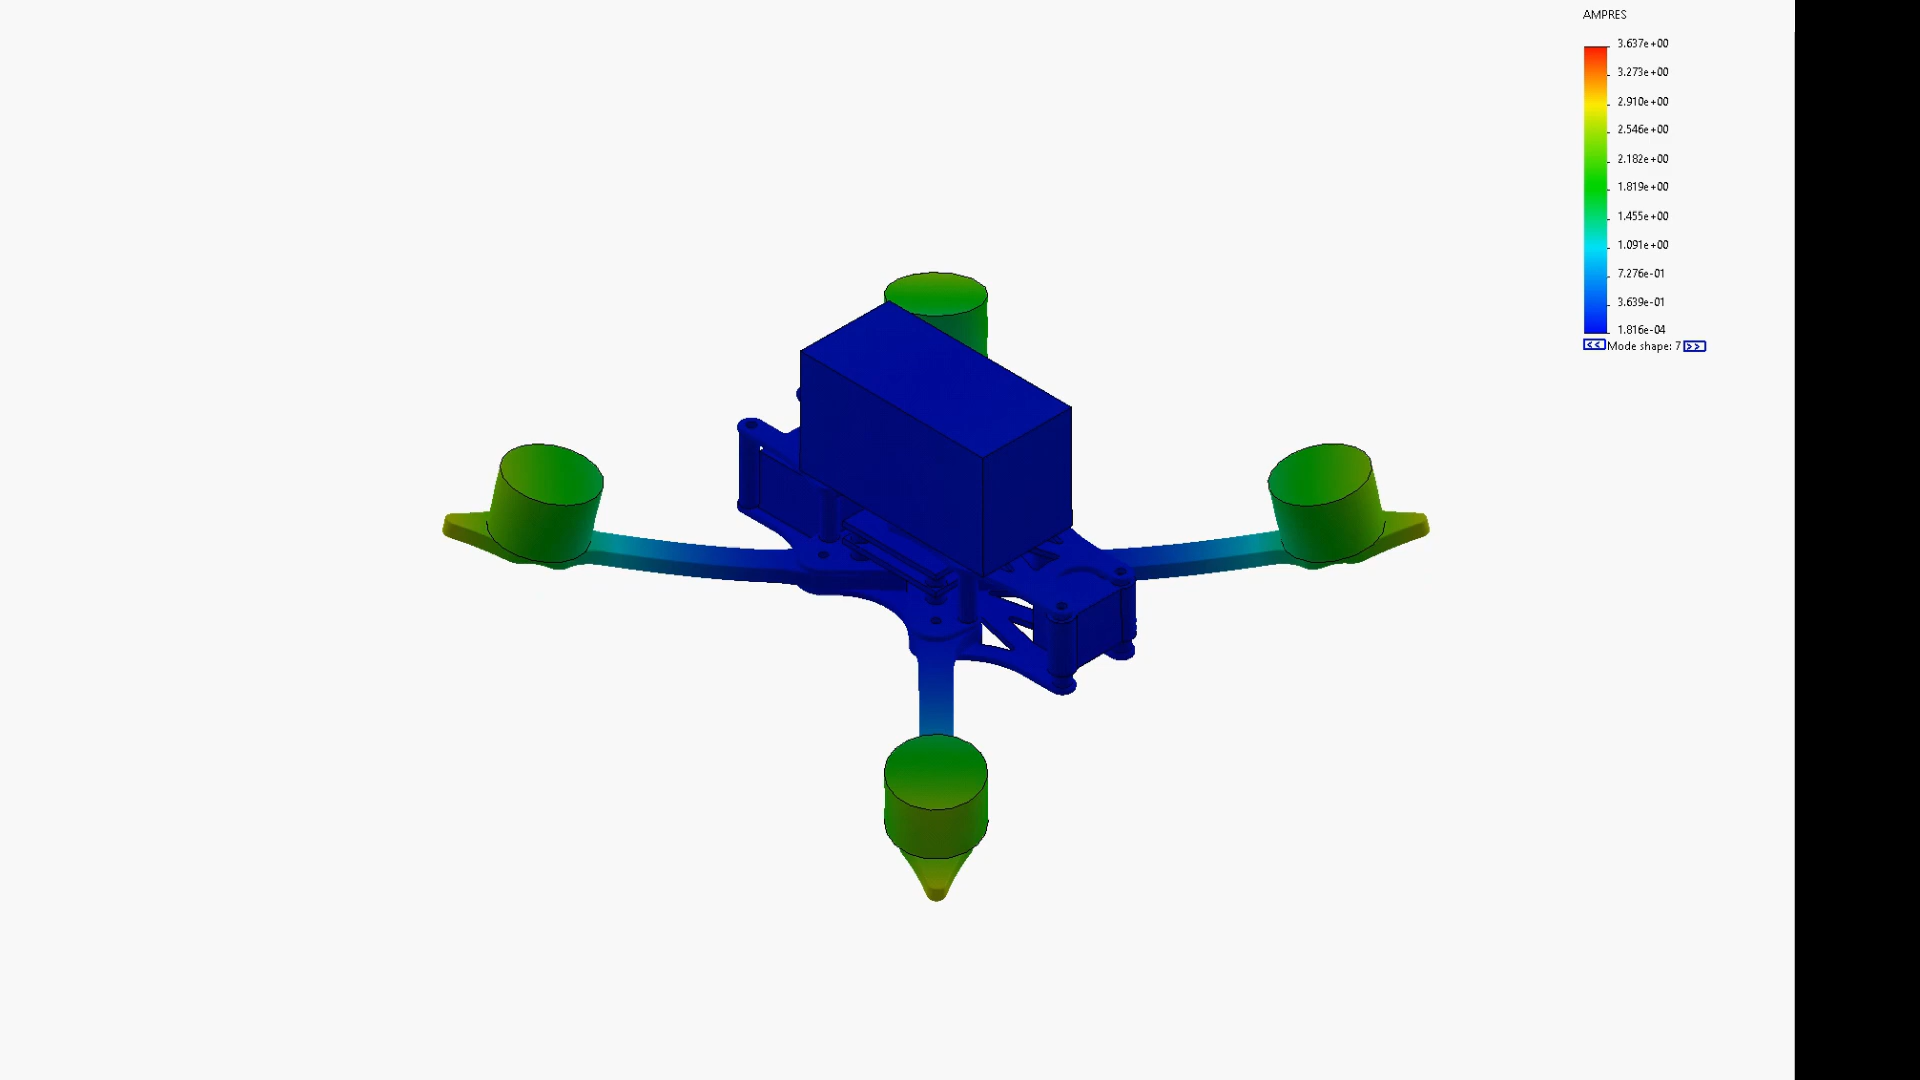 AMPRES
3.637e+00
3.273e+00
2.910e+00
2.546e+00
2.182e+00
1.819e+00
1.455e+00
1.091e+00
7.276e-01
3.639e-01
1.816e-04
<< Mode shape: 7 >>